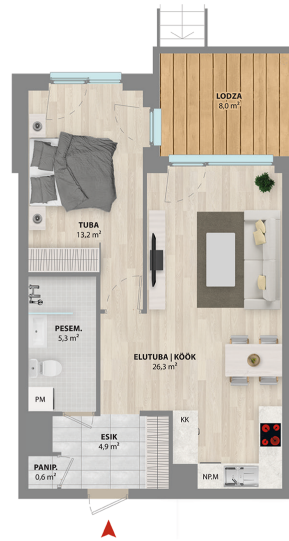 LODZA
8,0 m²
TUBA
13,2 m²
PESEM.
5,3 m²
ELUTUBA | KÖÖK
26,3 m²
PM
KK
ESIK
4,9 m²
PANIP.
0,6 m²
NP.M